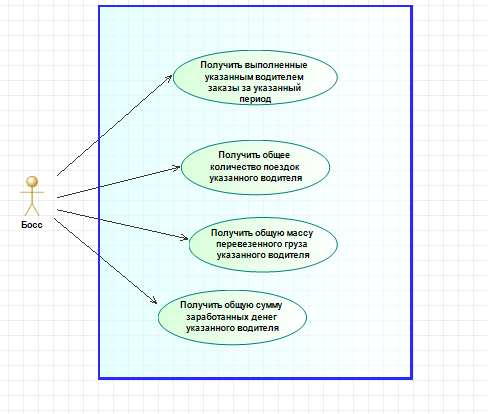 Получить выполненные
указанным водителем
заказы за указанный
период
Получить общее
количество поездок
указанного водителя
Босс
Получить общую массу
перевезенного груза
указанного водителя
Получить общую сумму
заработанных денег
указанного водителя